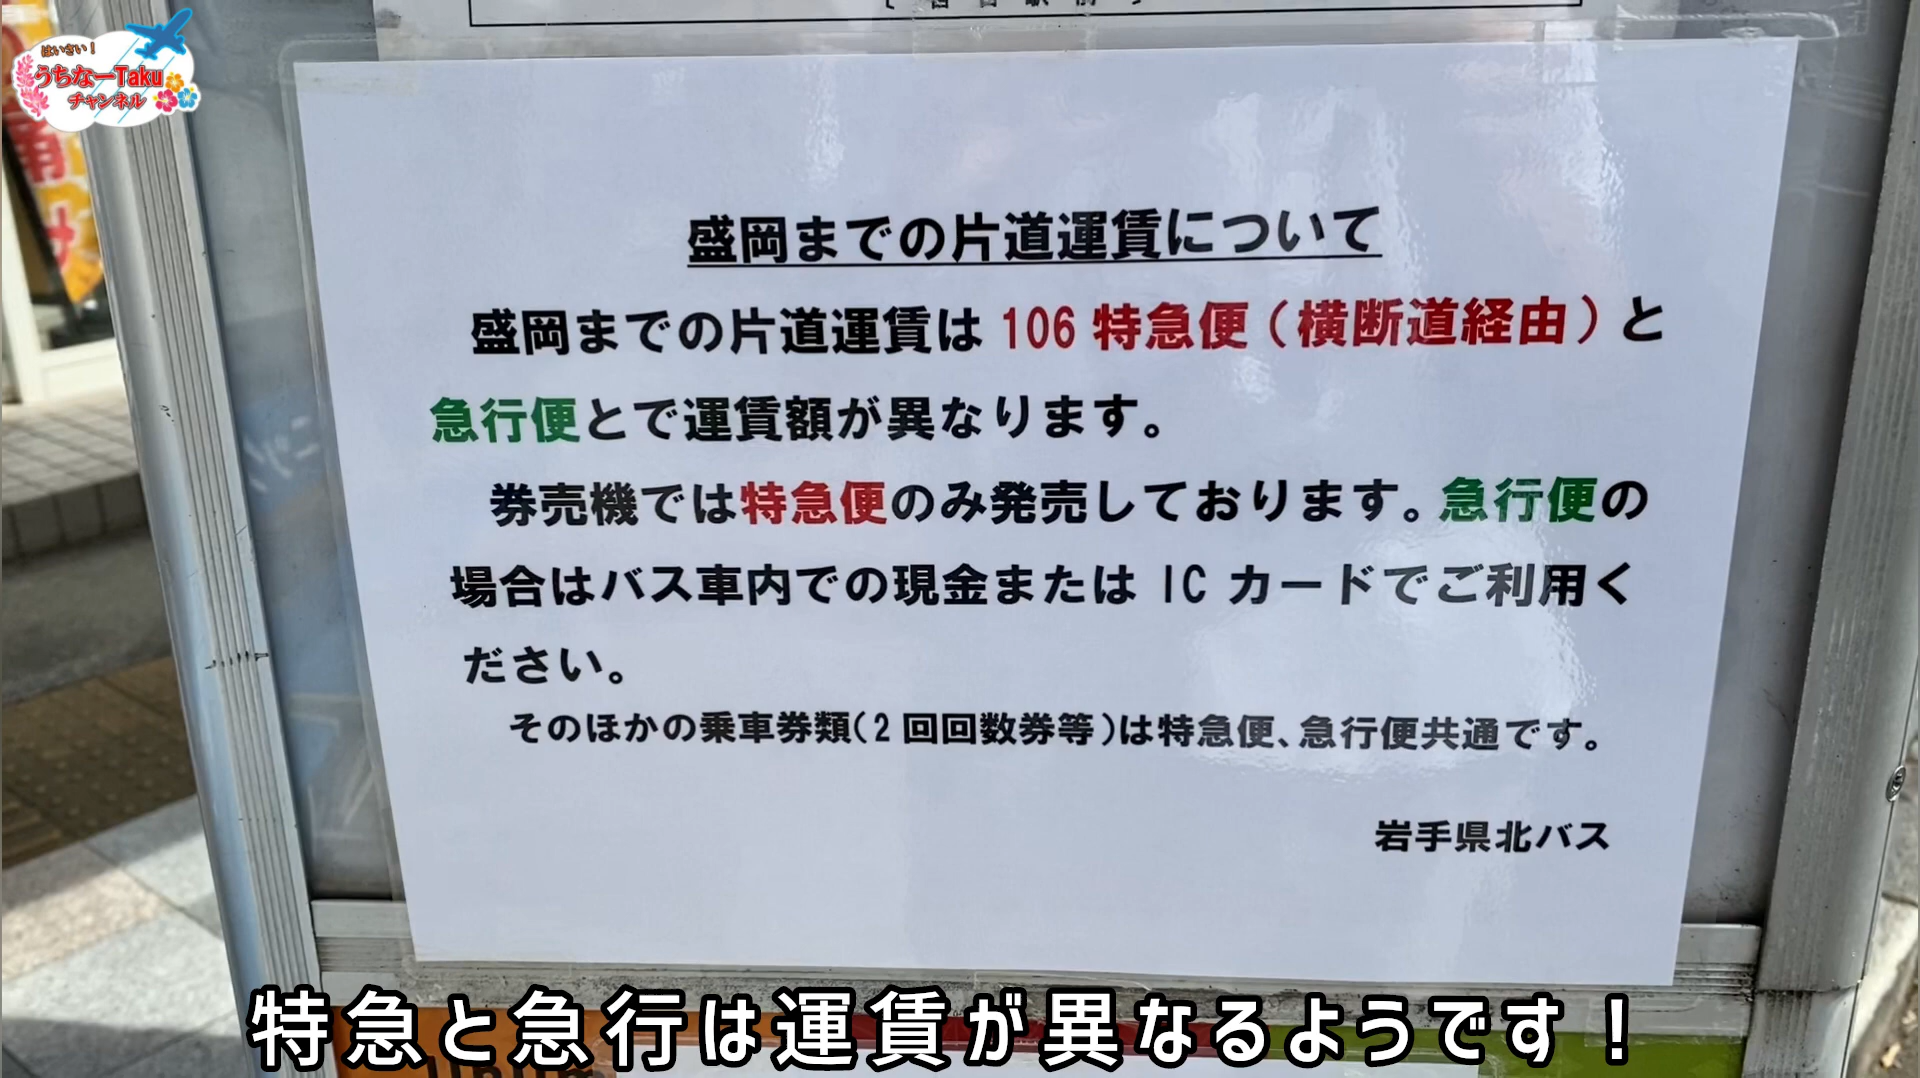 はいさい!
うちなーTaku
チャンネル
盛岡までの片道運賃について
盛岡までの片道運賃は 106 特急便(横断道経由)と
急行便とで運賃額が異なります。
券売機では特急便のみ発売しております。急行便の
場合はバス車内での現金または IC カードでご利用く
ださい。
そのほかの乗車券類(2 回回数券等)は特急便、急行便共通です。
岩手県北バス
特急と急行は運賃が異なるようです!